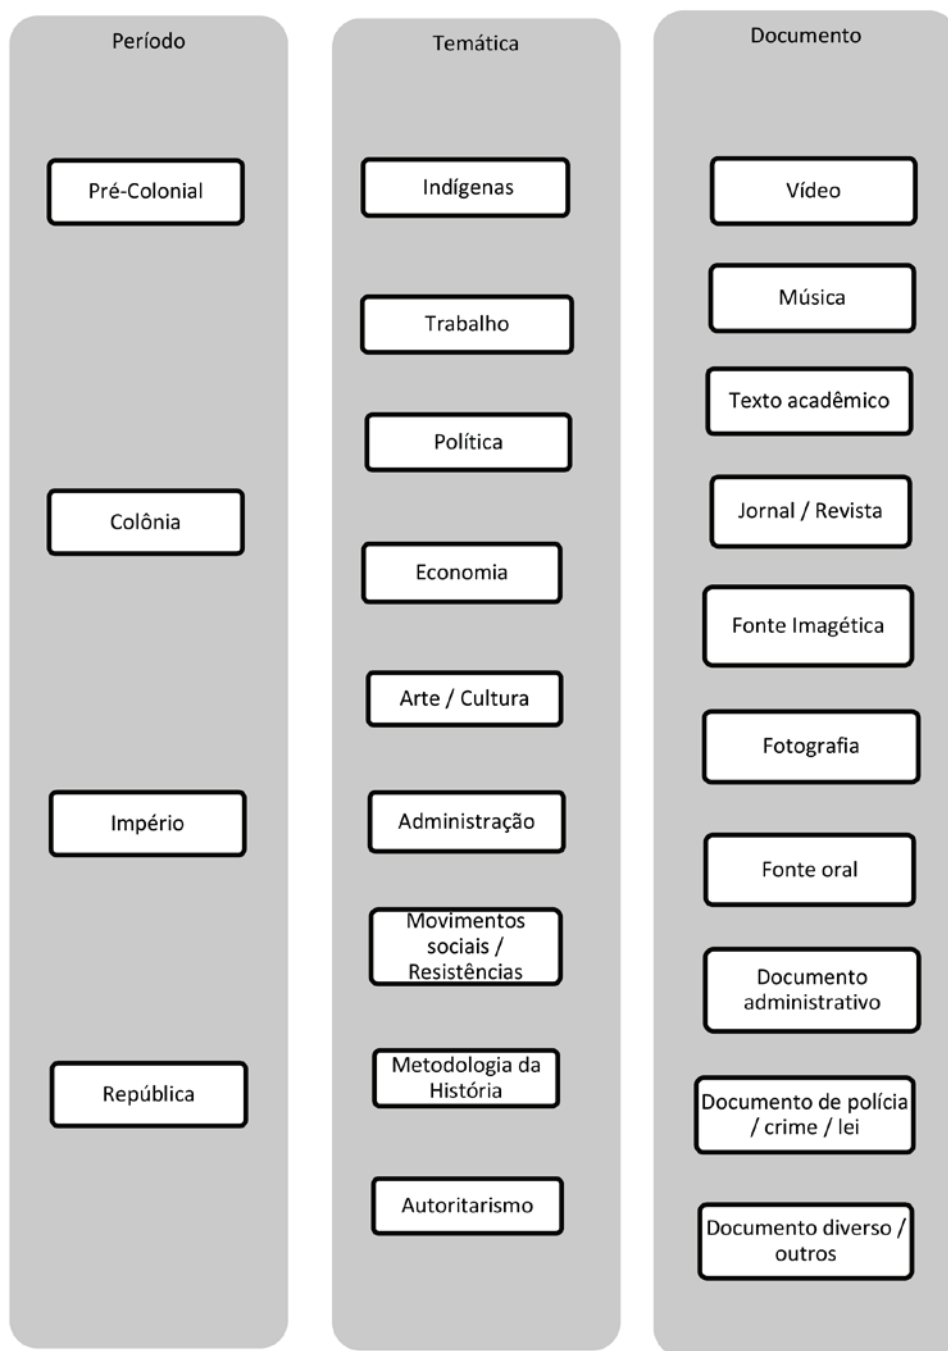 Período
Pré-Colonial
Colônia
Império
República
Temática
Indígenas
Trabalho
Política
Economia
Arte / Cultura
Administração
Movimentos
sociais /
Resistências
Metodologia da
História
Autoritarismo
Documento
Vídeo
Música
Texto acadêmico
Jornal / Revista
Fonte Imagética
Fotografia
Fonte oral
Documento
administrativo
Documento de polícia
/ crime / lei
Documento diverso /
outros